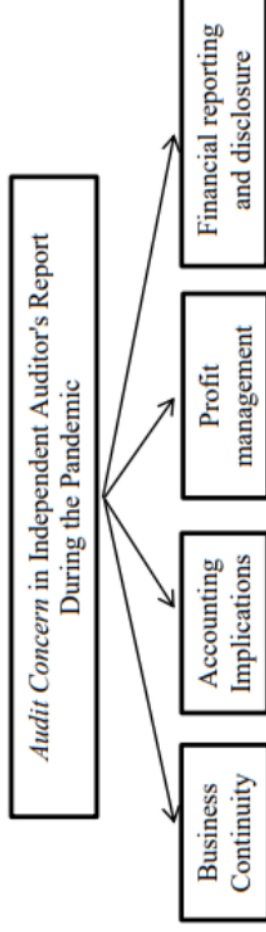 Audit Concern in Independent Auditor's Report
During the Pandemic
Business
Continuity
Accounting
Implications
Profit
management
Financial reporting
and disclosure